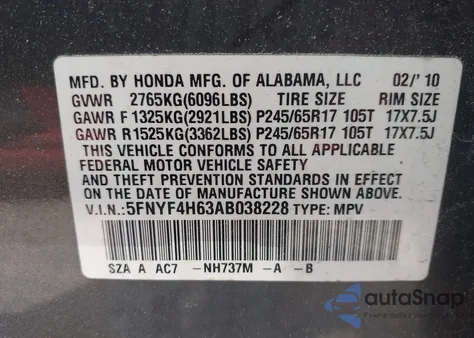 MFD. BY HONDA MFG. OF ALABAMA, LLC 02/'10
GVWR 2765KG(6096LBS) TIRE SIZE RIM SIZE
GAWR F 1325KG(2921LBS) P245/65R17 105T 17X7.5J
GAWR R1525KG(3362LBS) P245/65R17 105T 17X7.5J
THIS VEHICLE CONFORMS TO ALL APPLICABLE
FEDERAL MOTOR VEHICLE SAFETY
AND THEFT PREVENTION STANDARDS IN EFFECT
ON THE DATE OF MANUFACTURE SHOWN ABOVE.
V.I.N.:5FNYF4H63AB038228 TYPE: MPV
SZA A AC7 -NH737M -A -B
autoSnap